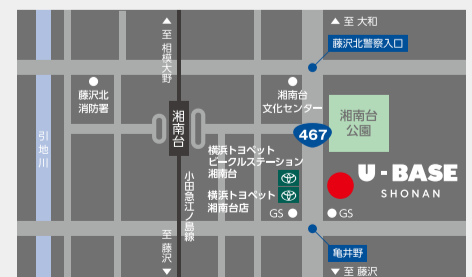 ▲
至
相
模
大
野
▲ 至 大和
藤沢北警察入口
藤沢北
消防署
湘南台
文化センター
湘南台
公園
湘南台
467
引地川
横浜トヨペット
ビークルステーション
湘南台
横浜トヨペット
湘南台店
小田急江ノ島線
U-BASE
SHONAN
GS
GS
亀井野
至
藤
沢
▼
▼ 至 藤沢